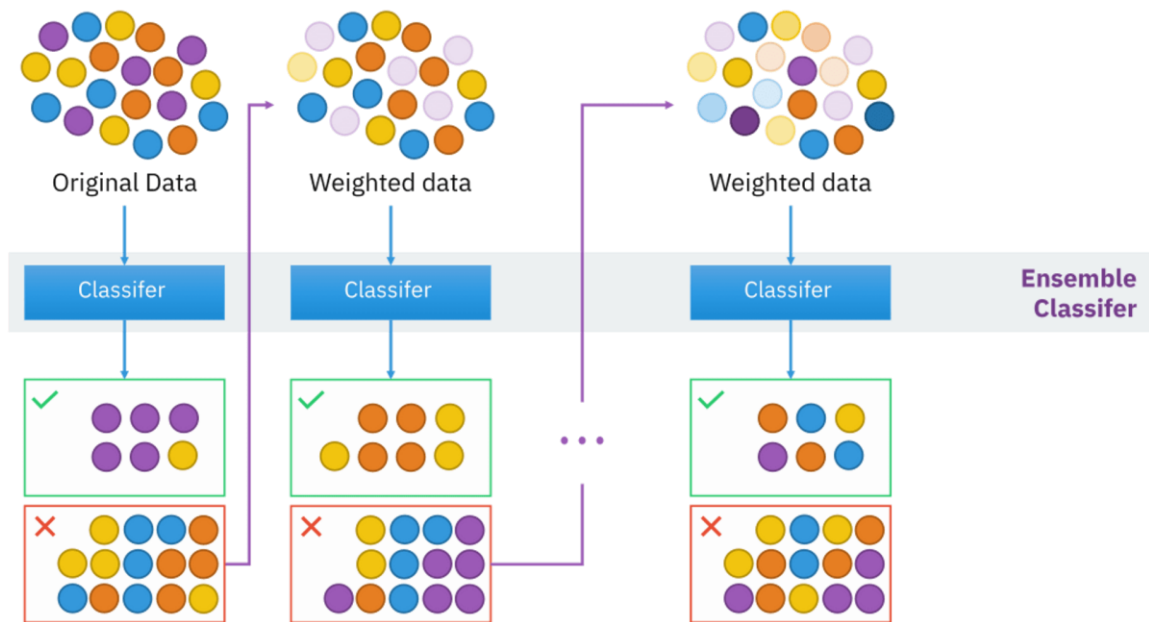 Original Data
Weighted data
Weighted data
Classifer
Classifer
Classifer
Ensemble
Classifer